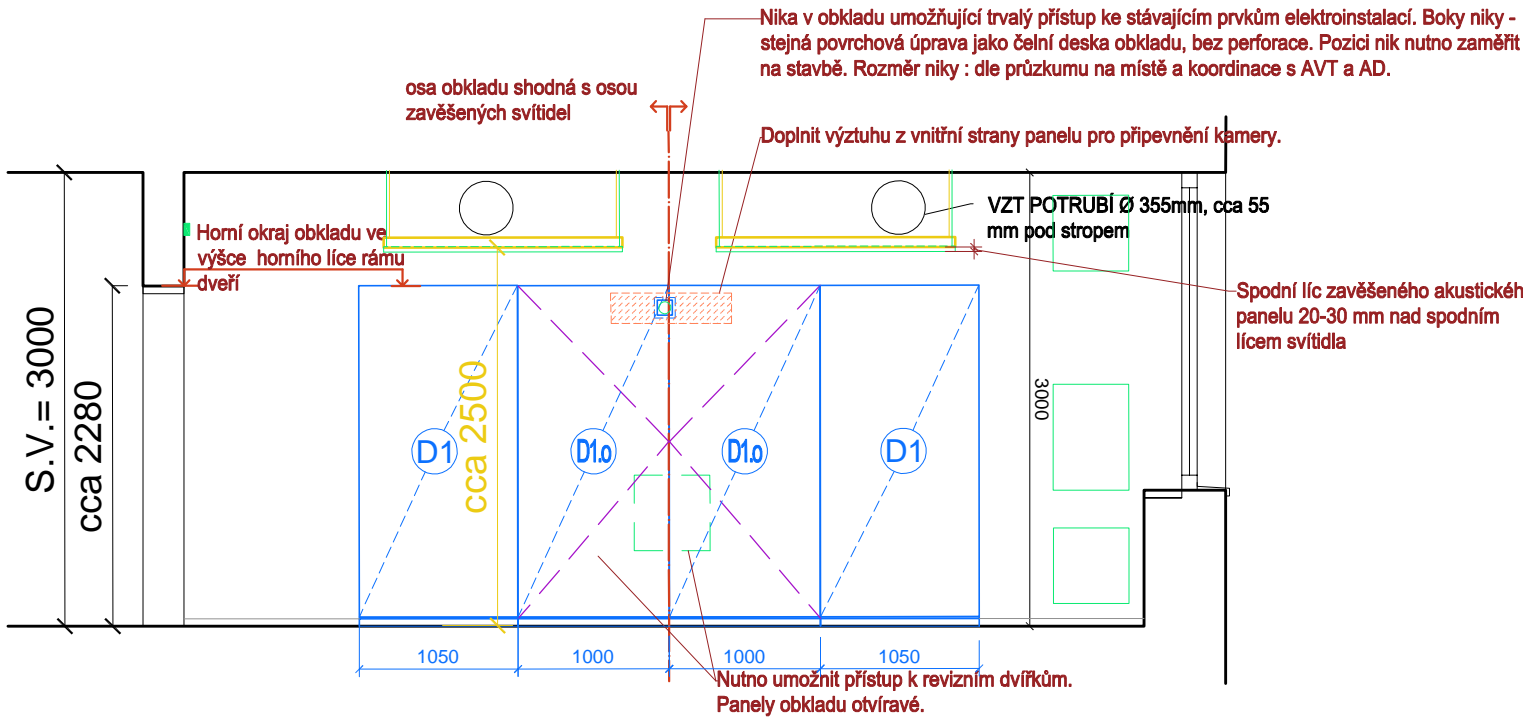 Nika v obkladu umožňující trvalý přístup ke stávajícím prvkům elektroinstalací. Boky niky -
stejná povrchová úprava jako čelní deska obkladu, bez perforace. Pozici nik nutno zaměřit
na stavbě. Rozměr niky : dle průzkumu na místě a koordinace s AVT a AD.
osa obkladu shodná s osou
zavěšených svítidel
Doplnit výztuhu z vnitřní strany panelu pro připevnění kamery.
VZT POTRUBÍ Ø 355mm, cca 55
mm pod stropem
Horní okraj obkladu ve
výšce horního líce rámu
dveří
Spodní líc zavěšeného akustickéh
panelu 20-30 mm nad spodním
lícem svítidla
S.V.= 3000
cca 2280
cca 2500
3000
D1
D1.o
D1.o
D1
1050
1000
1000
1050
Nutno umožnit přístup k revizním dvířkům.
Panely obkladu otvíravé.